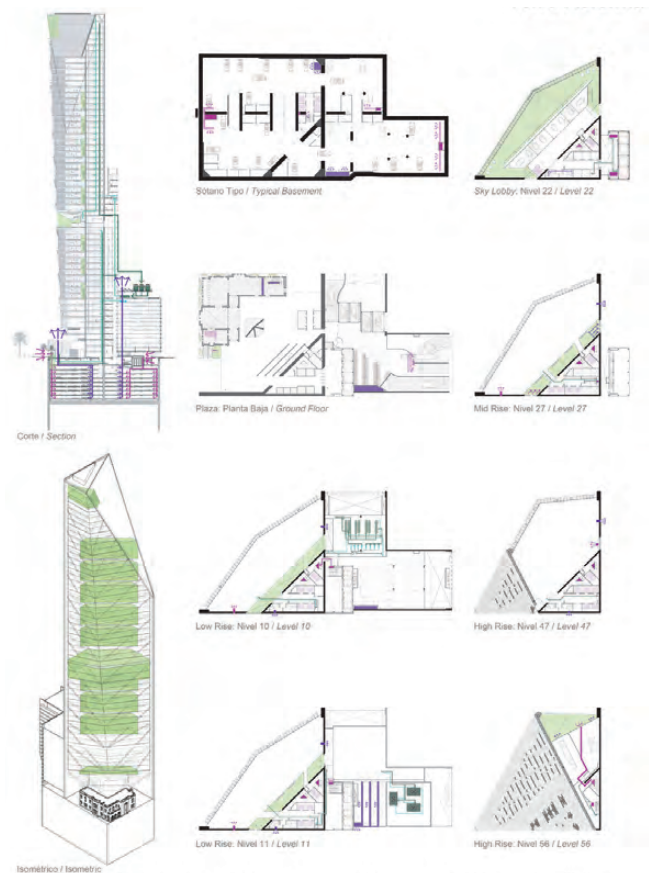 Sótano Tipo / Typical Basement
Sky Lobby: Nivel 22 / Level 22
Plaza: Planta Baja / Ground Floor
Mid Rise: Nivel 27 / Level 27
Corte / Section
Low Rise: Nivel 10 / Level 10
High Rise: Nivel 47 / Level 47
Low Rise: Nivel 11 / Level 11
High Rise: Nivel 56 / Level 56
Isométrico / Isometric